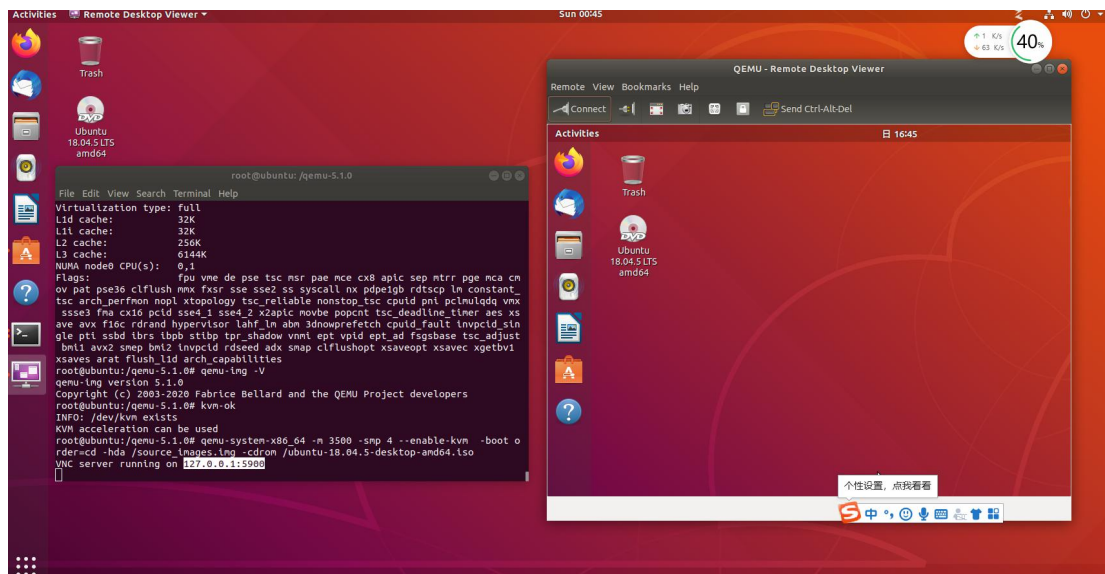 Activities Remote Desktop Viewer Sun 00:45
1 K/s
63 K/s
40%
Trash
DVD
Ubuntu
18.04.5 LTS
amd64
root@ubuntu: /qemu-5.1.0
File Edit View Search Terminal Help
Virtualization type: full
L1d cache: 32K
L1i cache: 32K
L2 cache: 256K
L3 cache: 6144K
NUMA node0 CPU(s): 0,1
Flags: fpu vme de pse tsc msr pae mce cx8 apic sep mtrr pge mca cm
ov pat pse36 clflush mmx fxsr sse sse2 ss syscall nx pdpe1gb rdtscp lm constant_
tsc arch_perfmon nopl xtopology tsc_reliable nonstop_tsc cpuid pni pclmulqdq vmx
ssse3 fma cx16 pcid sse4_1 sse4_2 x2apic movbe popcnt tsc_deadline_timer aes xs
ave avx f16c rdrand hypervisor lahf_lm abm 3dnowprefetch cpuid_fault invpcid_sin
gle pti ssbd ibrs ibpb stibp tpr_shadow vnmi ept vpid ept_ad fsgsbase tsc_adjust
bmi1 avx2 smep bmi2 invpcid rdseed adx smap clflushopt xsaveopt xsavec xgetbv1
xsaves arat flush_l1d arch_capabilities
root@ubuntu:/qemu-5.1.0# qemu-img -V
qemu-img version 5.1.0
Copyright (c) 2003-2020 Fabrice Bellard and the QEMU Project developers
root@ubuntu:/qemu-5.1.0# kvm-ok
INFO: /dev/kvm exists
KVM acceleration can be used
root@ubuntu:/qemu-5.1.0# qemu-system-x86_64 -m 3500 -smp 4 --enable-kvm -boot o
rder=cd -hda /source_images.img -cdrom /ubuntu-18.04.5-desktop-amd64.iso
VNC server running on 127.0.0.1:5900
QEMU - Remote Desktop Viewer
Remote View Bookmarks Help
Connect Send Ctrl-Alt-Del
Activities 日 16:45
Trash
DVD
Ubuntu
18.04.5 LTS
amd64
个性设置，点我看看
中